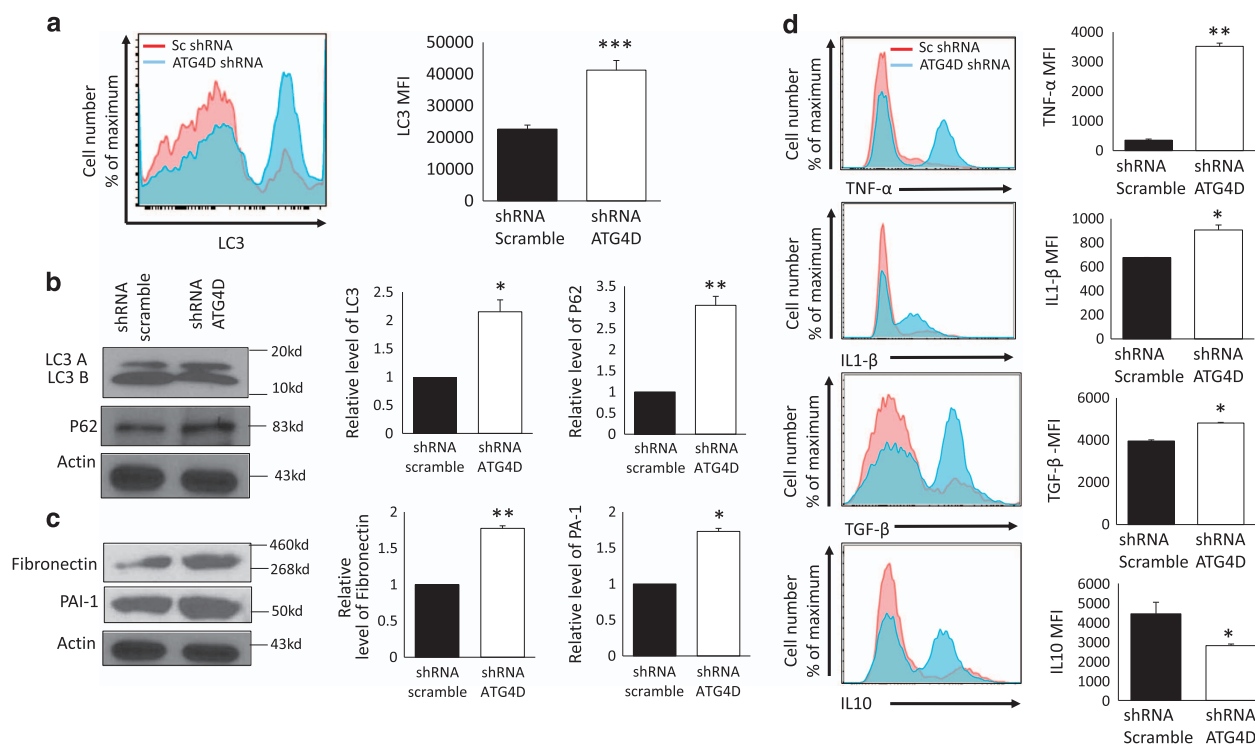 a
Sc shRNA
ATG4D shRNA
Cell number
% of maximum
LC3
LC3 MFI
50000
40000
30000
20000
10000
0
***
shRNA
Scramble
shRNA
ATG4D
b
shRNA
scramble
shRNA
ATG4D
LC3 A
LC3 B
20kd
10kd
P62
83kd
Actin
43kd
Relative level of LC3
2.5
2
1.5
1
0.5
0
*
shRNA
scramble
shRNA
ATG4D
Relative level of P62
3.5
3
2.5
2
1.5
1
0.5
0
**
shRNA
scramble
shRNA
ATG4D
c
Fibronectin
460kd
268kd
PAI-1
50kd
Actin
43kd
Relative
level of Fibronectin
2
1
1
0
0
**
shRNA
scramble
shRNA
ATG4D
Relative level of PA-1
2
2
1
1
0
*
shRNA
scramble
shRNA
ATG4D
d
Sc shRNA
ATG4D shRNA
Cell number
% of maximum
TNF-α
TNF-α MFI
4000
3000
2000
1000
0
**
shRNA
Scramble
shRNA
ATG4D
Cell number
% of maximum
IL1-β
IL1-β MFI
1000
800
600
400
200
0
*
shRNA
Scramble
shRNA
ATG4D
Cell number
% of maximum
TGF-β
TGF-β -MFI
6000
4000
2000
0
*
shRNA
Scramble
shRNA
ATG4D
Cell number
% of maximum
IL10
IL10 MFI
6000
5000
4000
3000
2000
1000
0
*
shRNA
Scramble
shRNA
ATG4D